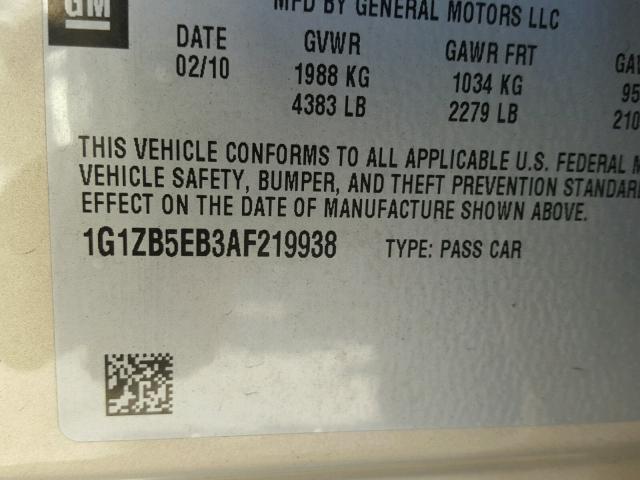 GM
MFD BY GENERAL MOTORS LLC
DATE GVWR GAWR FRT
02/10 1988 KG 1034 KG
4383 LB 2279 LB
THIS VEHICLE CONFORMS TO ALL APPLICABLE U.S. FEDERAL
VEHICLE SAFETY, BUMPER, AND THEFT PREVENTION
EFFECT ON THE DATE OF MANUFACTURE SHOWN ABOVE.
1G1ZB5EB3AF219938 TYPE: PASS CAR